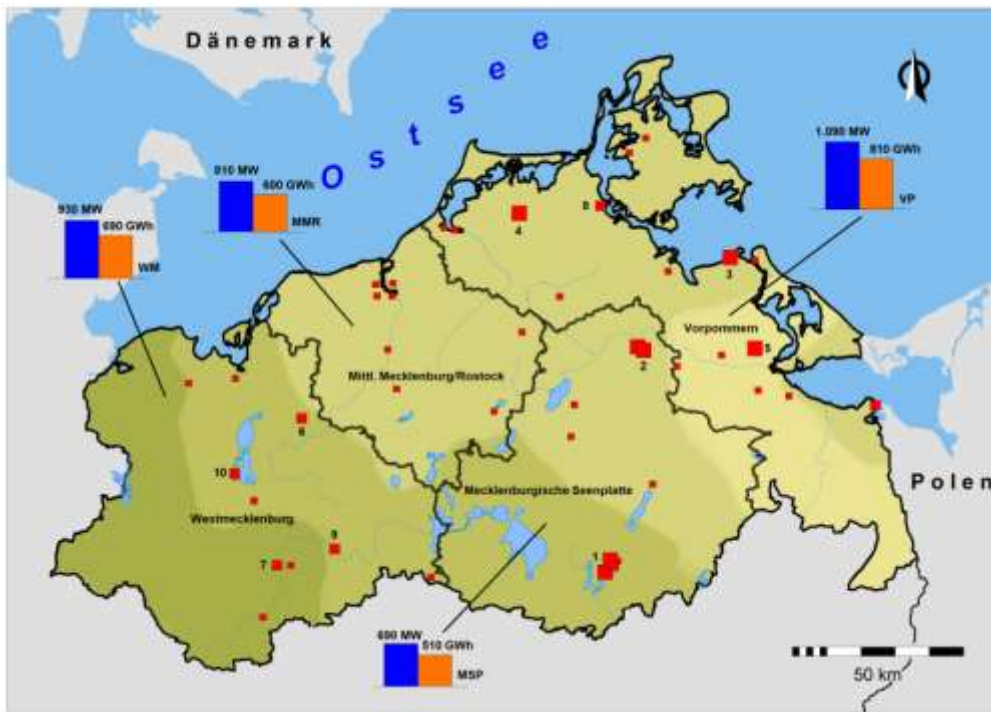 Dänemark
Ostsee
1.090 MW
810 GWh
VP
810 MW
600 GWh
MMR
930 MW
690 GWh
WM
8
4
3
Vorpommern
5
2
Mittl. Mecklenburg/Rostock
6
10
Polen
Mecklenburgische Seenplatte
Westmecklenburg
9
7
1
690 MW
510 GWh
MSP
50 km